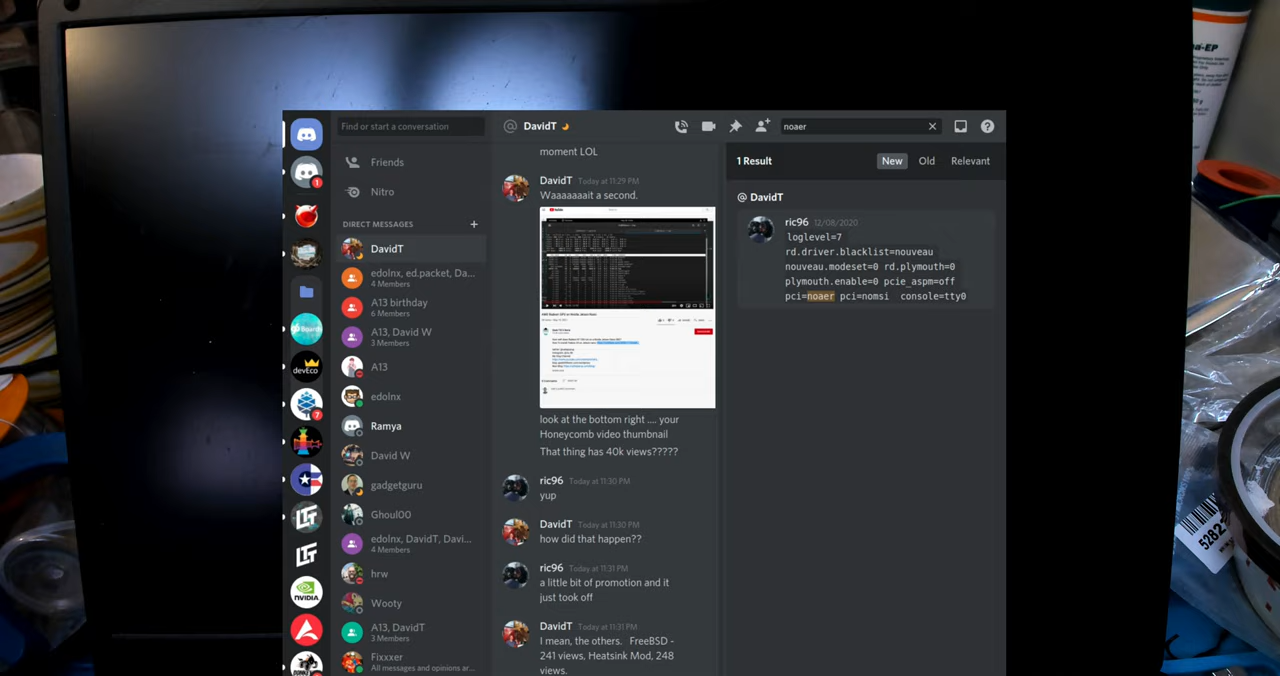 Find or start a conversation
Friends
Nitro
DIRECT MESSAGES
DavidT
edolnx, ed.packet, Da...
4 Members
A13 birthday
6 Members
A13, David W
3 Members
A13
edolnx
Ramya
David W
gadgetguru
Ghoul00
edolnx, DavidT, Davi...
4 Members
hrw
Wooty
A13, DavidT
3 Members
Fixxxer
All messages and opinions ar...
1
7
devEco
LTT
LTT
NVIDIA
@ DavidT
moment LOL
DavidT Today at 11:29 PM
Waaaaaaait a second.
look at the bottom right .... your
Honeycomb video thumbnail
That thing has 40k views?????
ric96 Today at 11:30 PM
yup
DavidT Today at 11:30 PM
how did that happen??
ric96 Today at 11:31 PM
a little bit of promotion and it
just took off
DavidT Today at 11:31 PM
I mean, the others. FreeBSD -
241 views, Heatsink Mod, 248
views.
noaer
1 Result
New
Old
Relevant
@ DavidT
ric96 12/08/2020
loglevel=7
rd.driver.blacklist=nouveau
nouveau.modeset=0 rd.plymouth=0
plymouth.enable=0 pcie_aspm=off
pci=noaer pci=nomsi console=tty0
a-EP